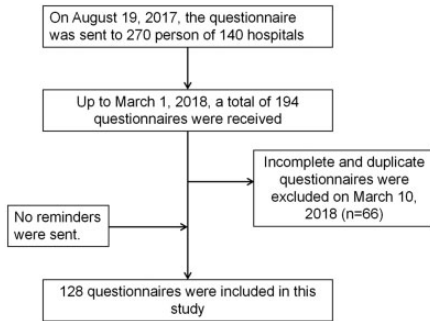 On August 19, 2017, the questionnaire
was sent to 270 person of 140 hospitals
Up to March 1, 2018, a total of 194
questionnaires were received
Incomplete and duplicate
questionnaires were
excluded on March 10,
2018 (n=66)
No reminders
were sent.
128 questionnaires were included in this
study